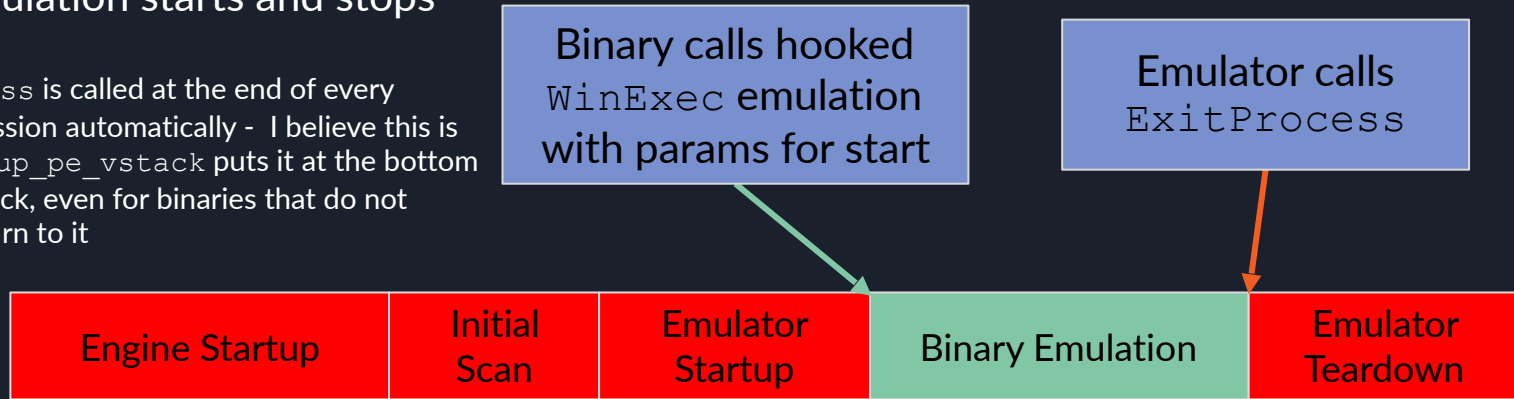 ulation starts and stops
ss is called at the end of every
ssion automatically - I believe this is
up_pe_vstack puts it at the bottom
ck, even for binaries that do not
rn to it
Binary calls hooked
WinExec emulation
with params for start
Emulator calls
ExitProcess
Engine Startup
Initial
Scan
Emulator
Startup
Binary Emulation
Emulator
Teardown